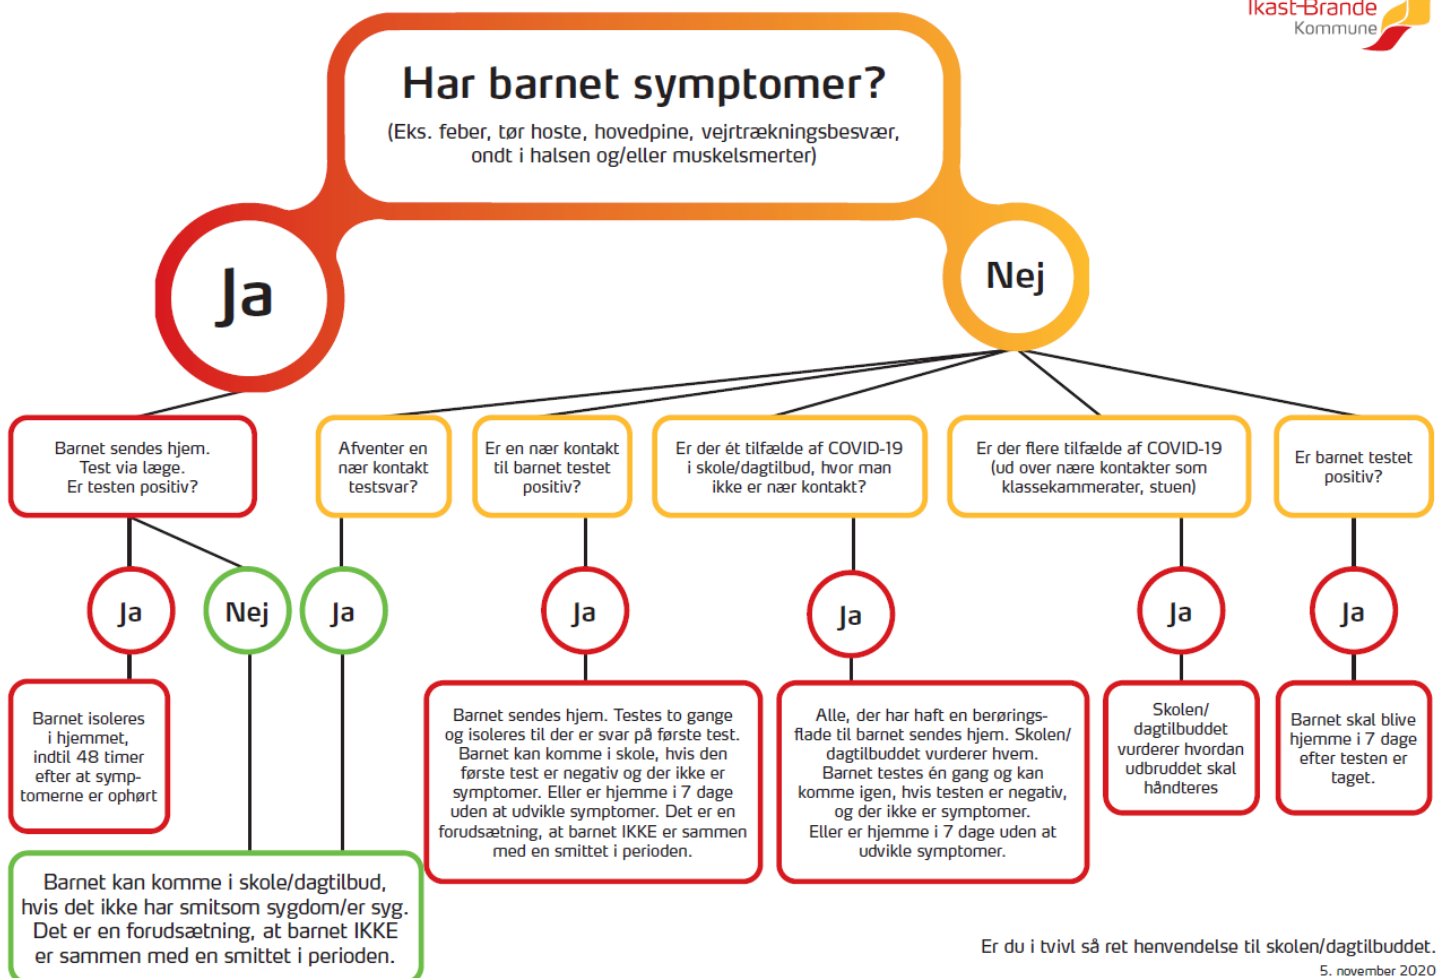 Ikast-Brande
Kommune
Har barnet symptomer?
(Eks. feber, tør hoste, hovedpine, vejrtrækningsbesvær,
ondt i halsen og/eller muskelsmerter)
Ja
Nej
Barnet sendes hjem.
Test via læge.
Er testen positiv?
Afventer en
nær kontakt
testsvar?
Er en nær kontakt
til barnet testet
positiv?
Er der ét tilfælde af COVID-19
i skole/dagtilbud, hvor man
ikke er nær kontakt?
Er der flere tilfælde af COVID-19
(ud over nære kontakter som
klassekammerater, stuen)
Er barnet testet
positiv?
Ja
Nej
Ja
Ja
Ja
Ja
Ja
Barnet isoleres
i hjemmet,
indtil 48 timer
efter at symp-
tomerne er ophørt
Barnet sendes hjem. Testes to gange
og isoleres til der er svar på første test.
Barnet kan komme i skole, hvis den
første test er negativ og der ikke er
symptomer. Eller er hjemme i 7 dage
uden at udvikle symptomer. Det er en
forudsætning, at barnet IKKE er sammen
med en smittet i perioden.
Alle, der har haft en berørings-
flade til barnet sendes hjem. Skolen/
dagtilbuddet vurderer hvem.
Barnet testes én gang og kan
komme igen, hvis testen er negativ,
og der ikke er symptomer.
Eller er hjemme i 7 dage uden at
udvikle symptomer.
Skolen/
dagtilbuddet
vurderer hvordan
udbruddet skal
håndteres
Barnet skal blive
hjemme i 7 dage
efter testen er
taget.
Barnet kan komme i skole/dagtilbud,
hvis det ikke har smitsom sygdom/er syg.
Det er en forudsætning, at barnet IKKE
er sammen med en smittet i perioden.
Er du i tvivl så ret henvendelse til skolen/dagtilbuddet.
5. november 2020